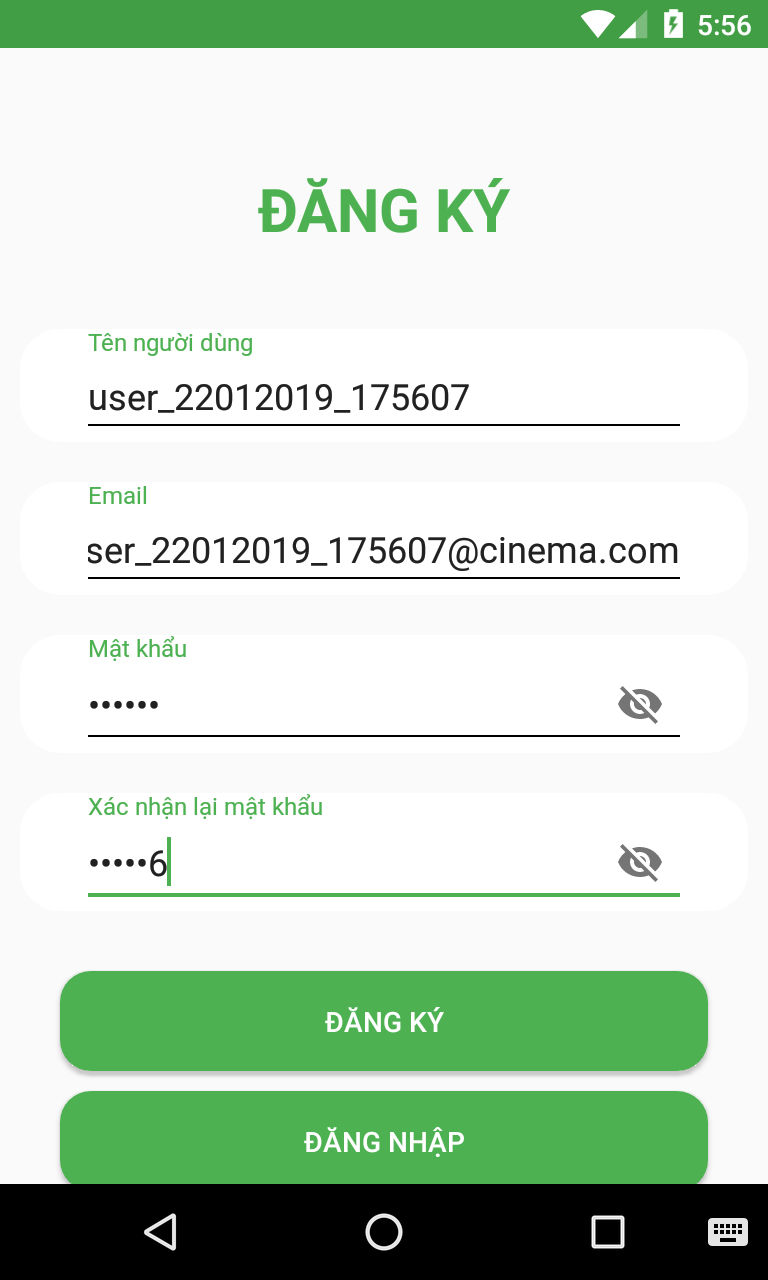 5:56
ĐĂNG KÝ
Tên người dùng
user_22012019_175607
Email
ser_22012019_175607@cinema.com
Mật khẩu
••••••
Xác nhận lại mật khẩu
•••••6
ĐĂNG KÝ
ĐĂNG NHẬP